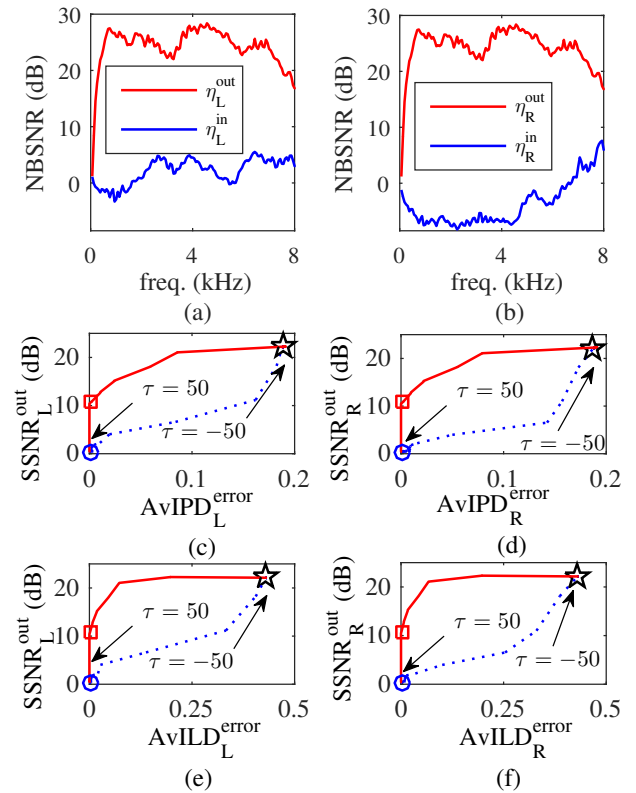 30
20
10
0
NBSNR (dB)
η_L^out
η_L^in
0
4
8
freq. (kHz)
(a)
30
20
10
0
NBSNR (dB)
η_R^out
η_R^in
0
4
8
freq. (kHz)
(b)
20
10
0
SSNR_L^out (dB)
τ = 50
τ = −50
0
0.1
0.2
AvIPD_L^error
(c)
20
10
0
SSNR_R^out (dB)
τ = 50
τ = −50
0
0.1
0.2
AvIPD_R^error
(d)
20
10
0
SSNR_L^out (dB)
τ = 50
τ = −50
0
0.25
0.5
AvILD_L^error
(e)
20
10
0
SSNR_R^out (dB)
τ = 50
τ = −50
0
0.25
0.5
AvILD_R^error
(f)